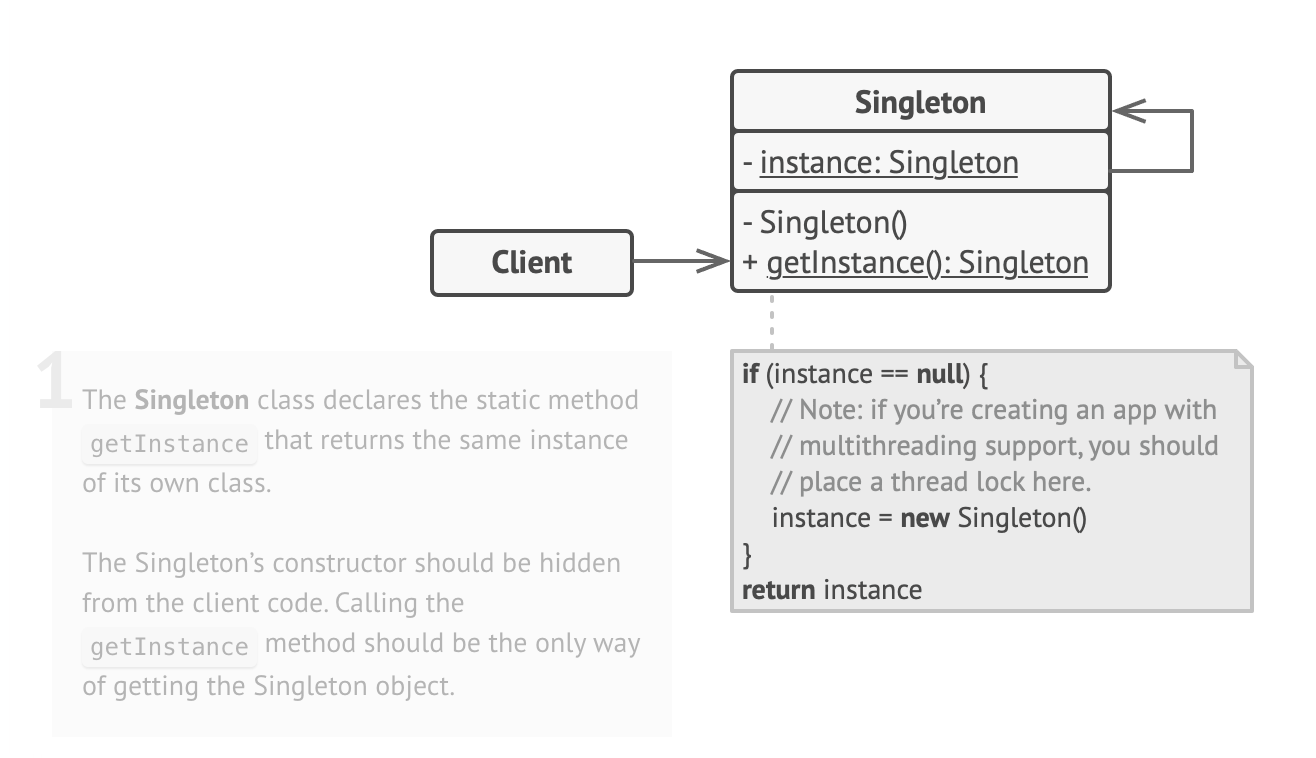 Singleton
- instance: Singleton
- Singleton()
+ getInstance(): Singleton
Client
1
The Singleton class declares the static method
getInstance that returns the same instance
of its own class.
The Singleton’s constructor should be hidden
from the client code. Calling the
getInstance method should be the only way
of getting the Singleton object.
if (instance == null) {
// Note: if you’re creating an app with
// multithreading support, you should
// place a thread lock here.
instance = new Singleton()
}
return instance